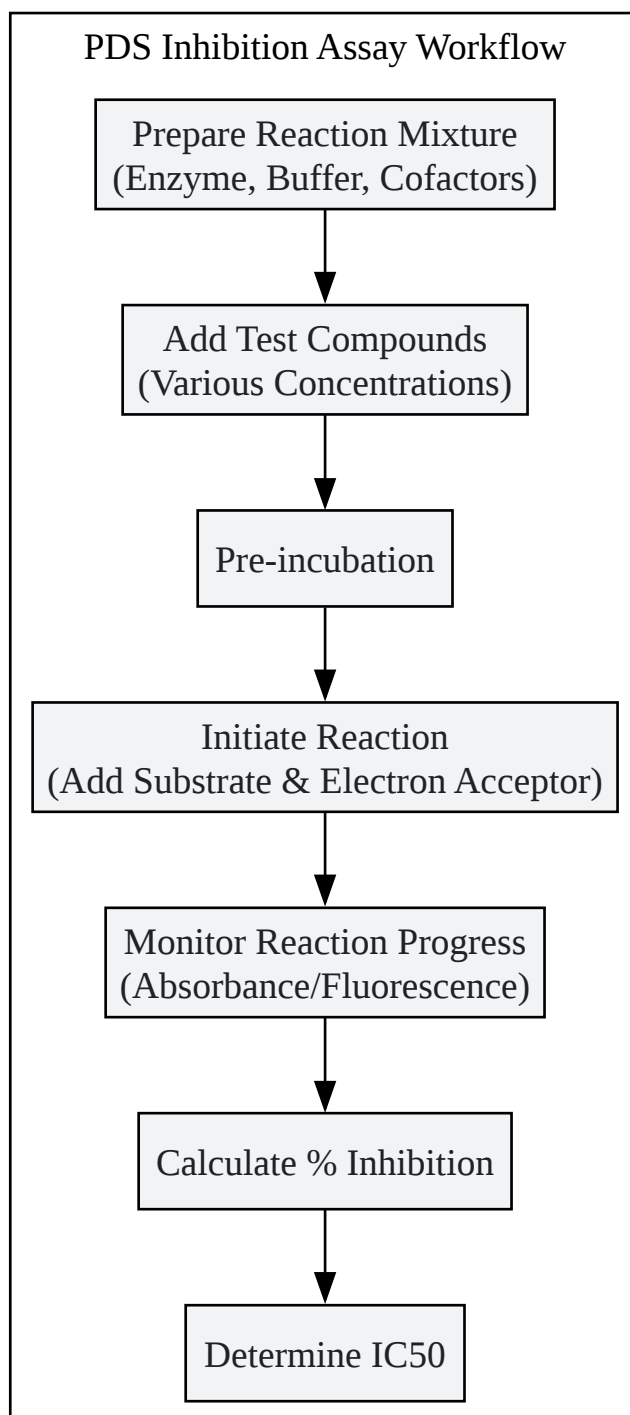 PDS Inhibition Assay Workflow
Prepare Reaction Mixture
(Enzyme, Buffer, Cofactors)
Add Test Compounds
(Various Concentrations)
Pre-incubation
Initiate Reaction
(Add Substrate & Electron Acceptor)
Monitor Reaction Progress
(Absorbance/Fluorescence)
Calculate % Inhibition
Determine IC50